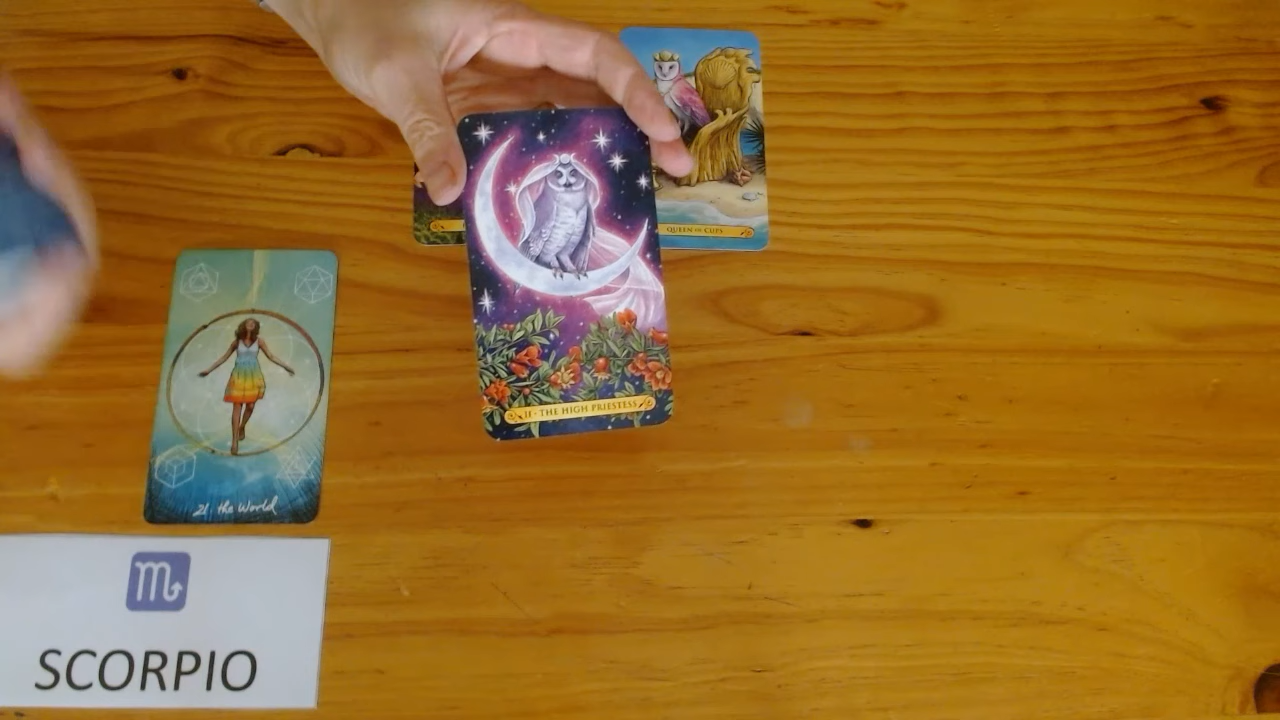 QUEEN OF CUPS
II · THE HIGH PRIESTESS
21. the World
SCORPIO